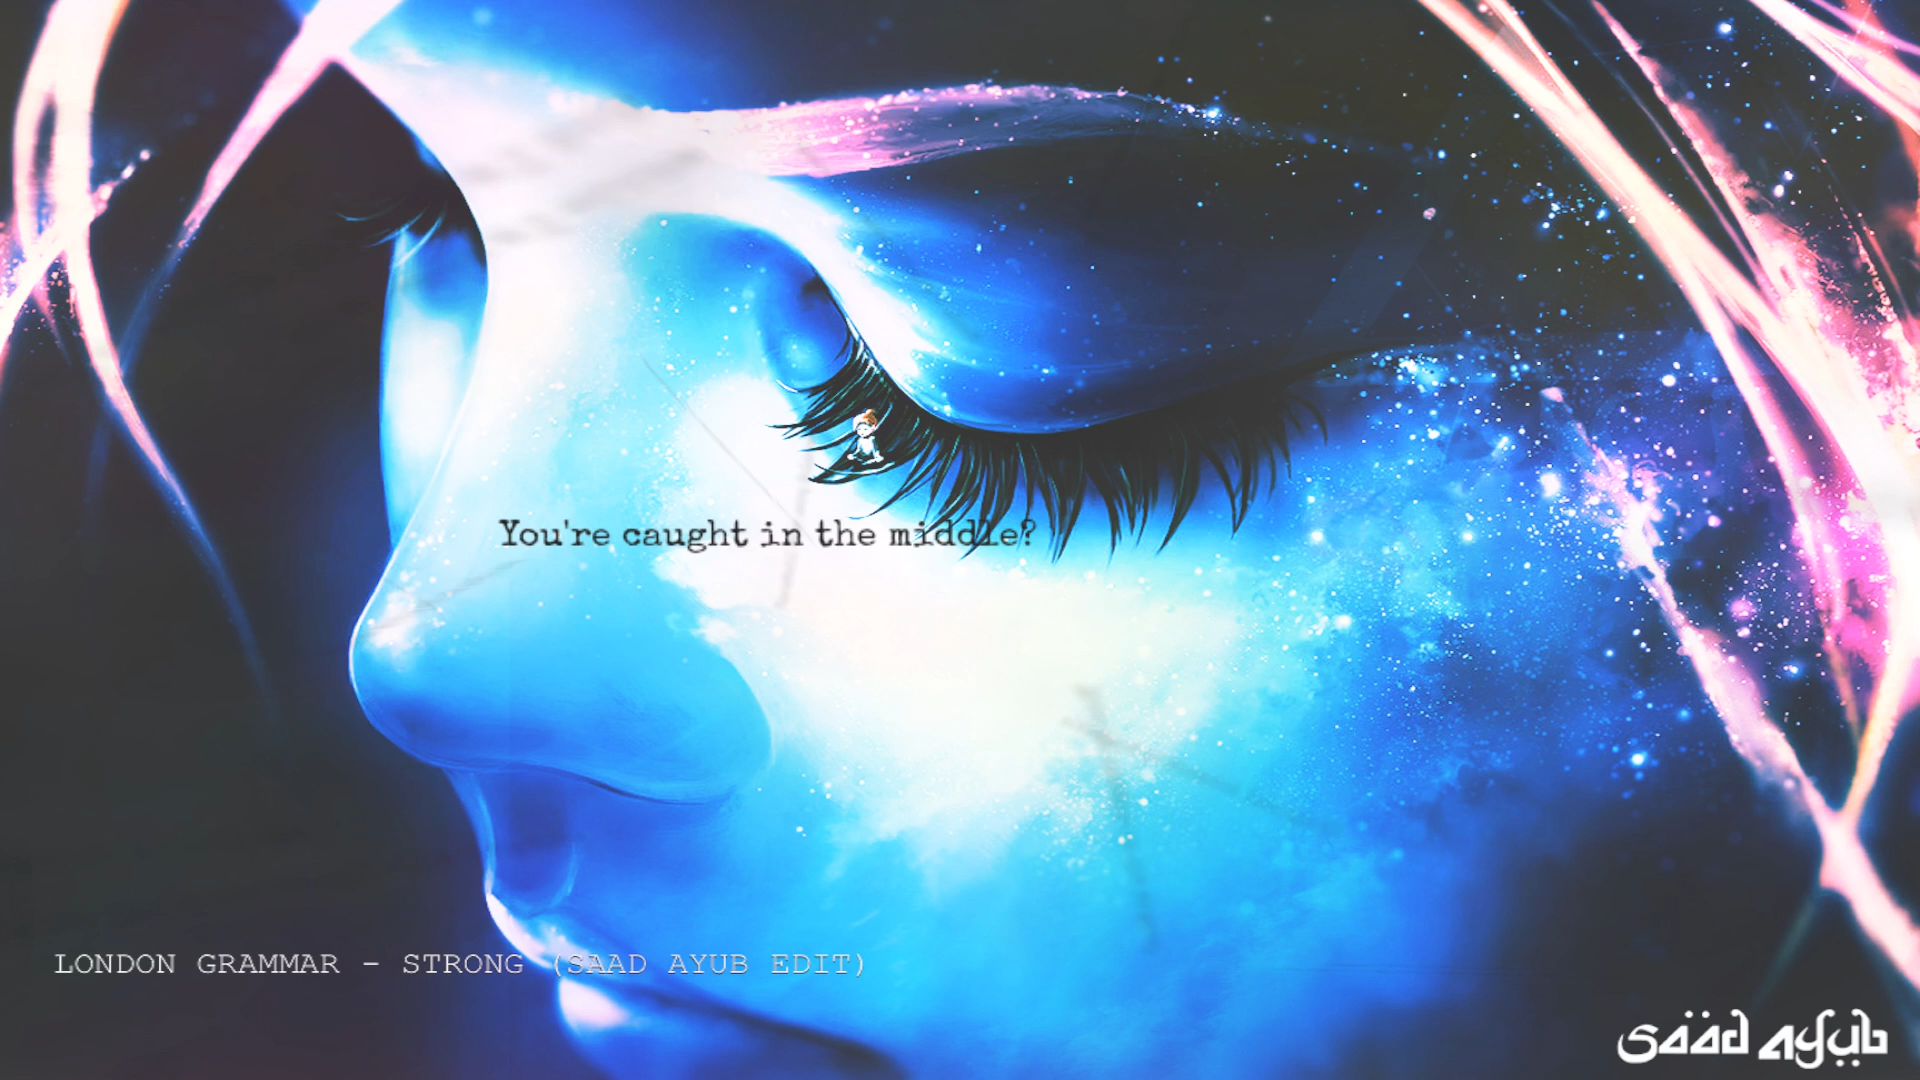 You're caught in the middle?
LONDON GRAMMAR - STRONG (SAAD AYUB EDIT)
SAAD AYUB